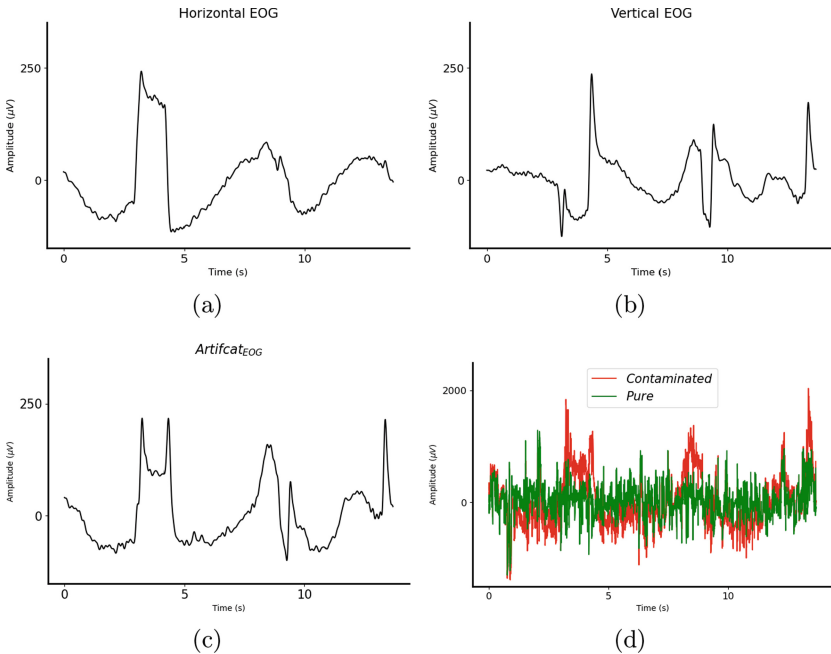 Horizontal EOG
Vertical EOG
Amplitude (μV)
250
0
0
5
10
Time (s)
Amplitude (μV)
250
0
0
5
10
Time (s)
(a)
(b)
Artifcat_EOG
Amplitude (μV)
250
0
0
5
10
Time (s)
Contaminated
Pure
Amplitude (μV)
2000
0
0
5
10
Time (s)
(c)
(d)